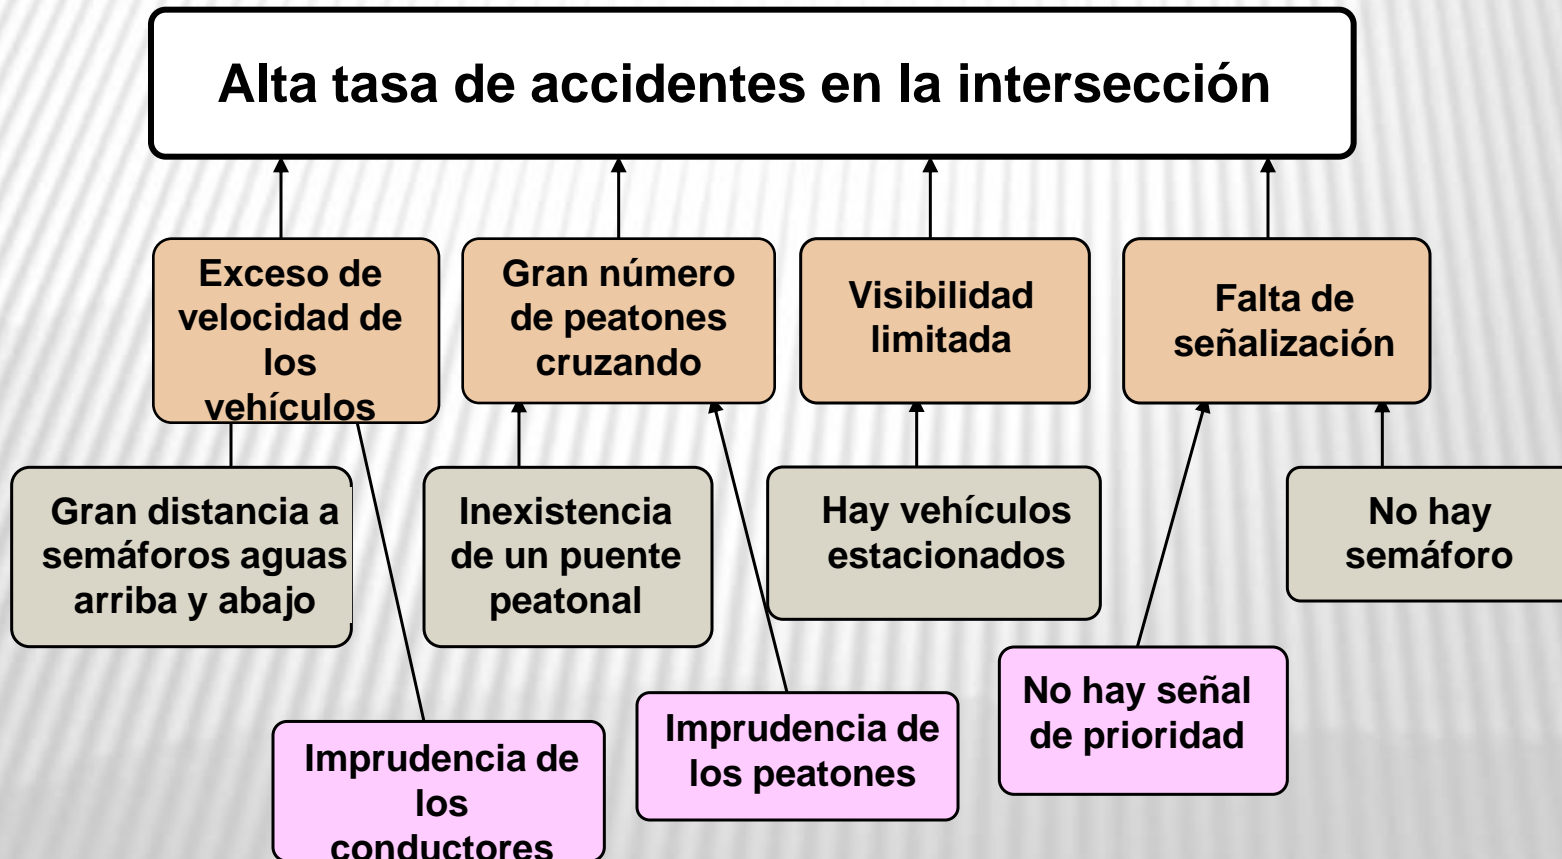 Alta tasa de accidentes en la intersección
Exceso de
velocidad de
los
vehículos
Gran número
de peatones
cruzando
Visibilidad
limitada
Falta de
señalización
Gran distancia a
semáforos aguas
arriba y abajo
Inexistencia
de un puente
peatonal
Hay vehículos
estacionados
No hay
semáforo
Imprudencia de
los
conductores
Imprudencia de
los peatones
No hay señal
de prioridad